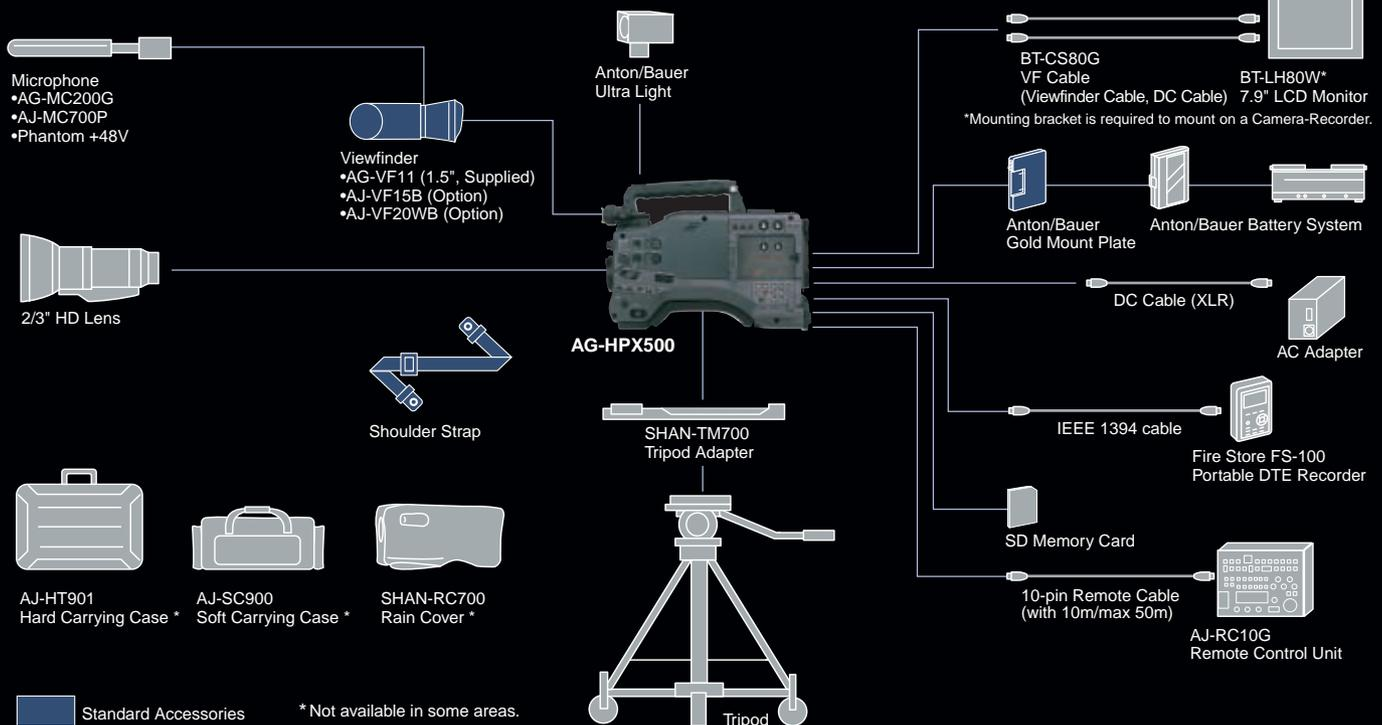 Microphone
•AG-MC200G
•AJ-MC700P
•Phantom +48V
Anton/Bauer
Ultra Light
BT-CS80G
VF Cable
(Viewfinder Cable, DC Cable)
BT-LH80W*
7.9" LCD Monitor
*Mounting bracket is required to mount on a Camera-Recorder.
Viewfinder
•AG-VF11 (1.5", Supplied)
•AJ-VF15B (Option)
•AJ-VF20WB (Option)
Anton/Bauer
Gold Mount Plate
Anton/Bauer Battery System
2/3" HD Lens
DC Cable (XLR)
AC Adapter
AG-HPX500
Shoulder Strap
SHAN-TM700
Tripod Adapter
IEEE 1394 cable
Fire Store FS-100
Portable DTE Recorder
SD Memory Card
AJ-HT901
Hard Carrying Case *
AJ-SC900
Soft Carrying Case *
SHAN-RC700
Rain Cover *
10-pin Remote Cable
(with 10m/max 50m)
AJ-RC10G
Remote Control Unit
Standard Accessories
* Not available in some areas.
Tripod